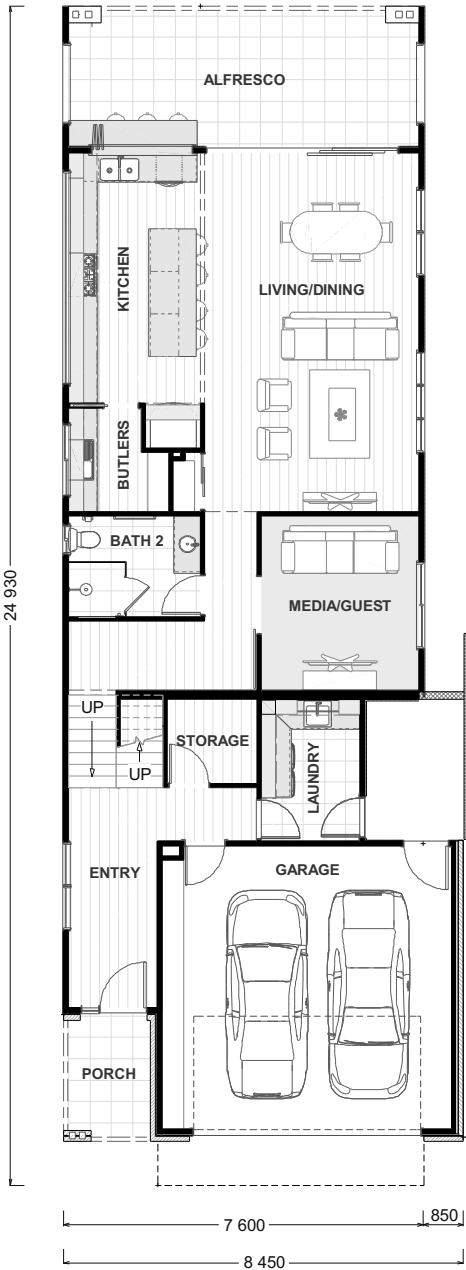 ALFRESCO
KITCHEN
LIVING/DINING
BUTLERS
BATH 2
MEDIA/GUEST
24 930
UP
STORAGE
UP
LAUNDRY
ENTRY
GARAGE
PORCH
7 600
850
8 450